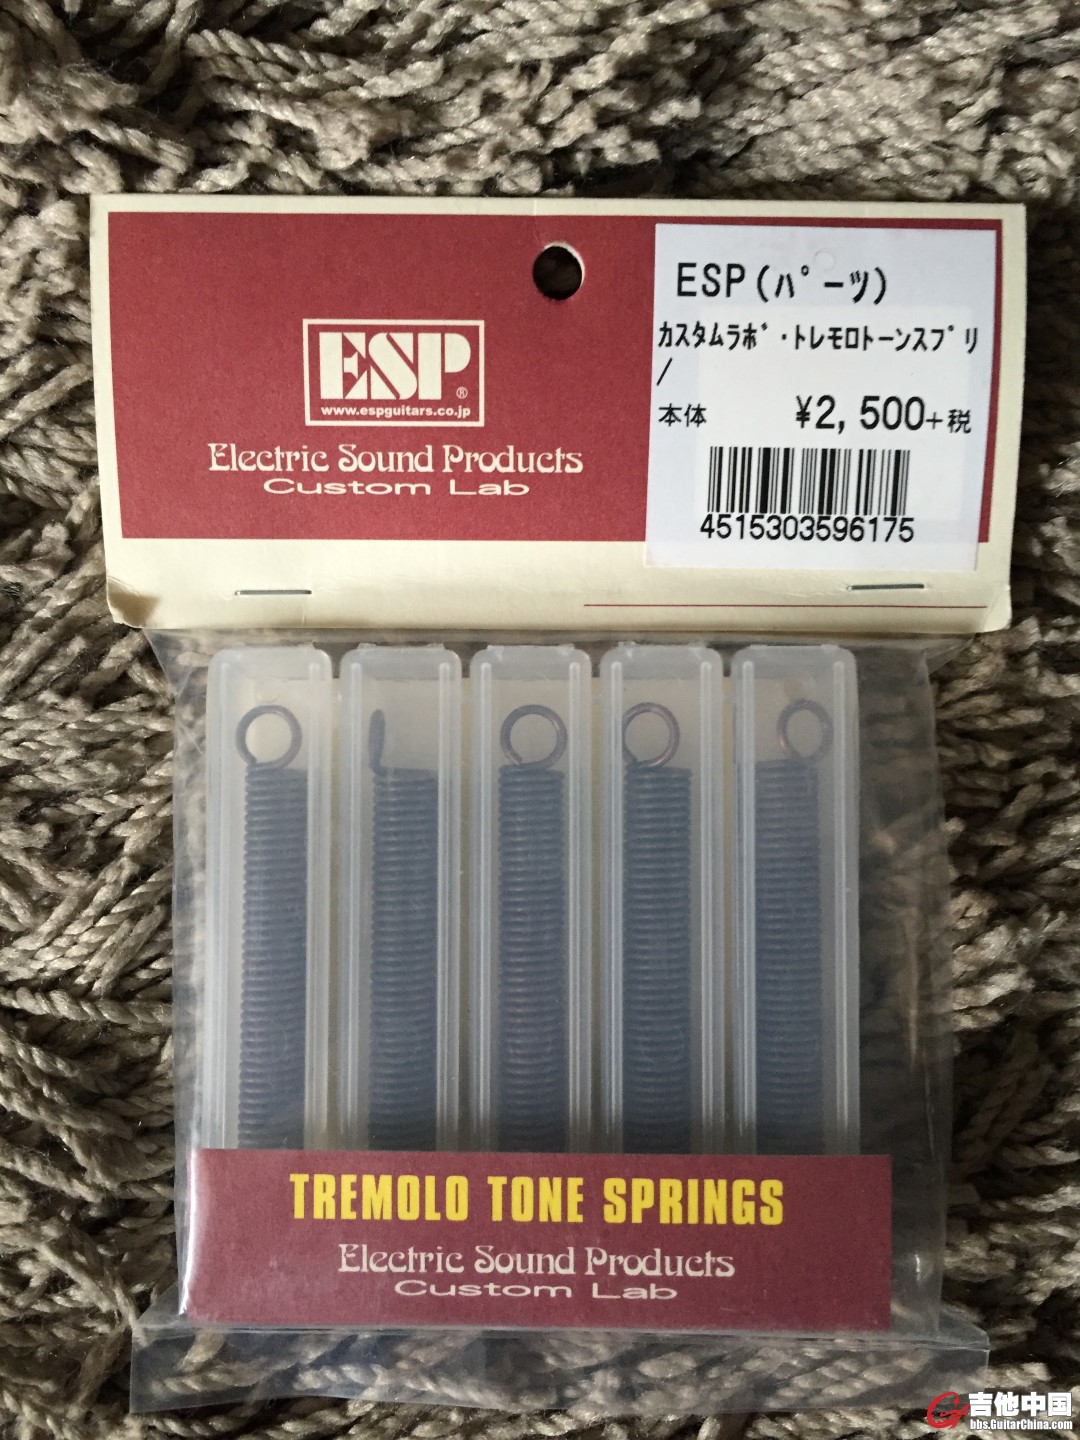 ESP®
www.espguitars.co.jp
Electric Sound Products
Custom Lab
ESP(パーツ)
カスタムラボ・トレモロトーンスプリ
/
本体 ¥2,500+税
4515303596175
TREMOLO TONE SPRINGS
Electric Sound Products
Custom Lab
吉他中国
bbs.GuitarChina.com